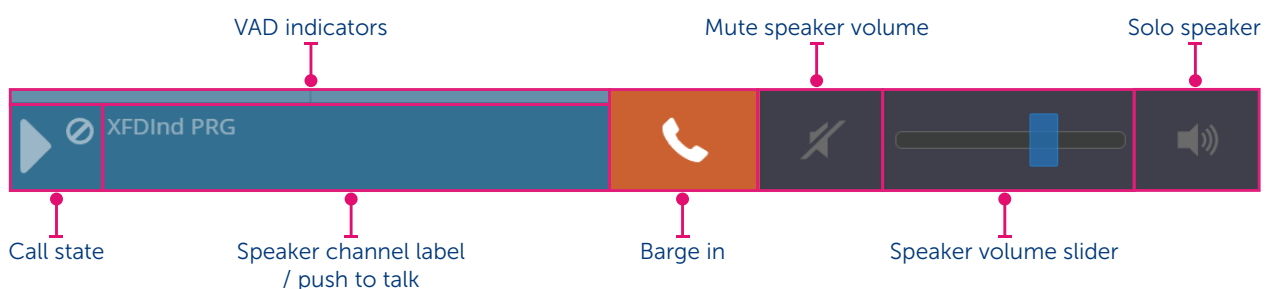 VAD indicators
Mute speaker volume
Solo speaker
XFDInd PRG
Call state
Speaker channel label
/ push to talk
Barge in
Speaker volume slider